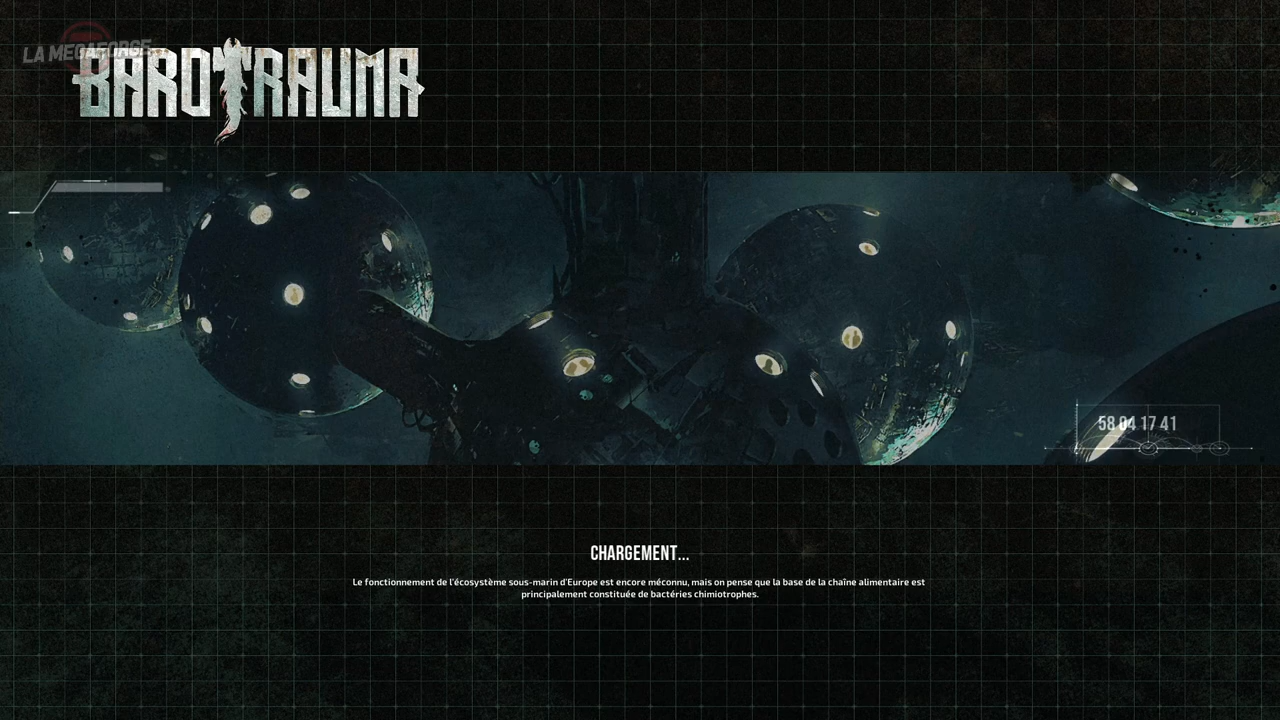 LA MEGAFORGE
BAROTRAUMA
58 04 17 41
CHARGEMENT...
Le fonctionnement de l'écosystème sous-marin d'Europe est encore méconnu, mais on pense que la base de la chaîne alimentaire est
principalement constituée de bactéries chimiotrophes.